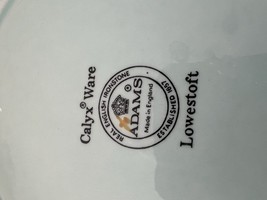 Calyx® Ware
REAL ENGLISH IRONSTONE
®
ADAMS
Made in England
ESTABLISHED 1657
Lowestoft